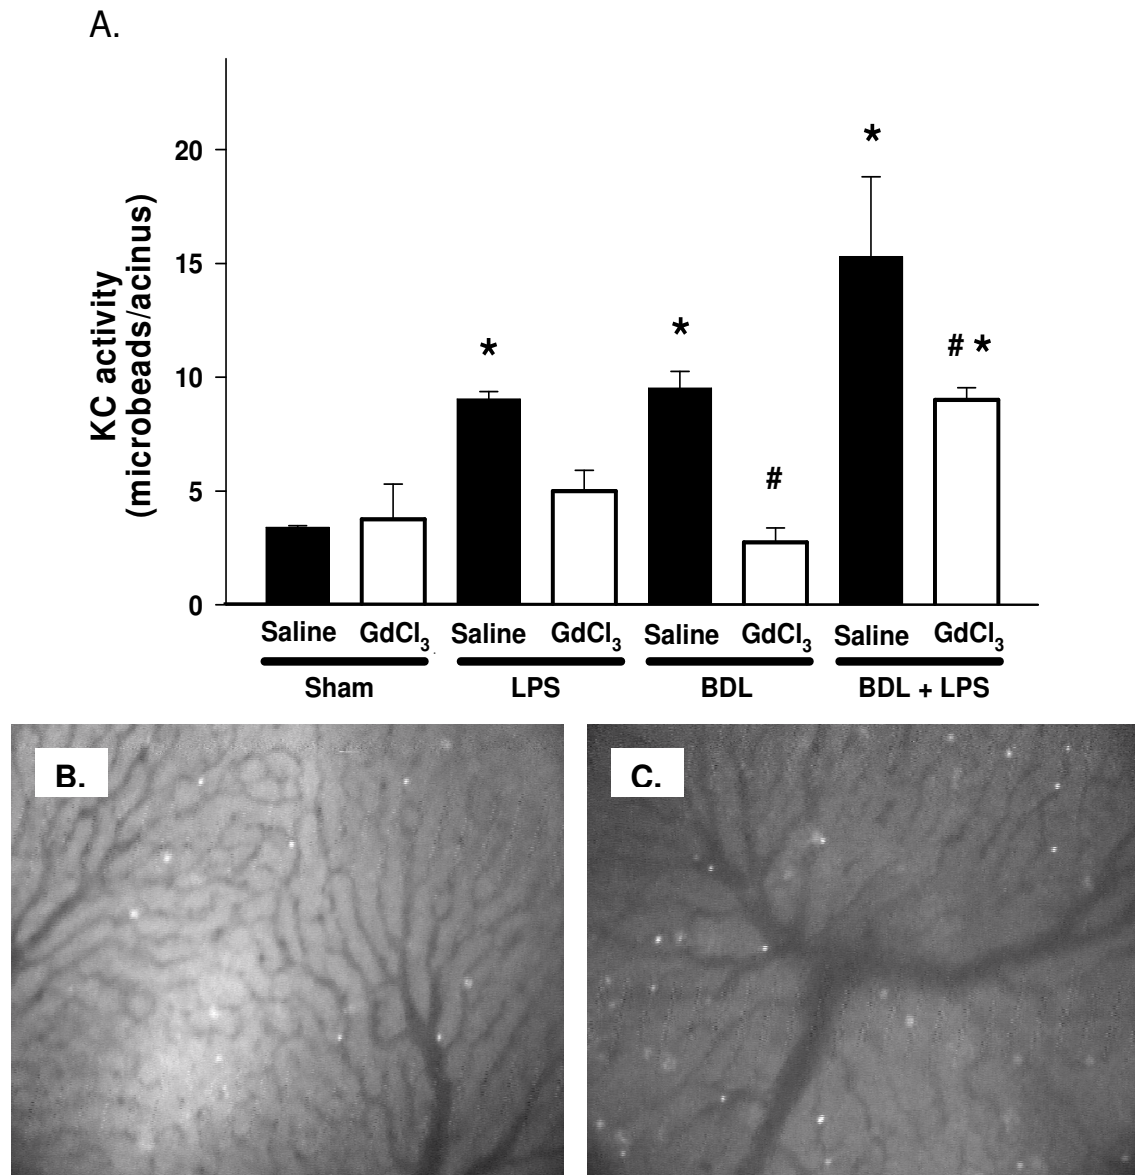 A.
KC activity
(microbeads/acinus)
20
15
10
5
0
*
*
#
*
# *
Saline GdCl₃ Saline GdCl₃ Saline GdCl₃ Saline GdCl₃
Sham LPS BDL BDL + LPS
B. C.